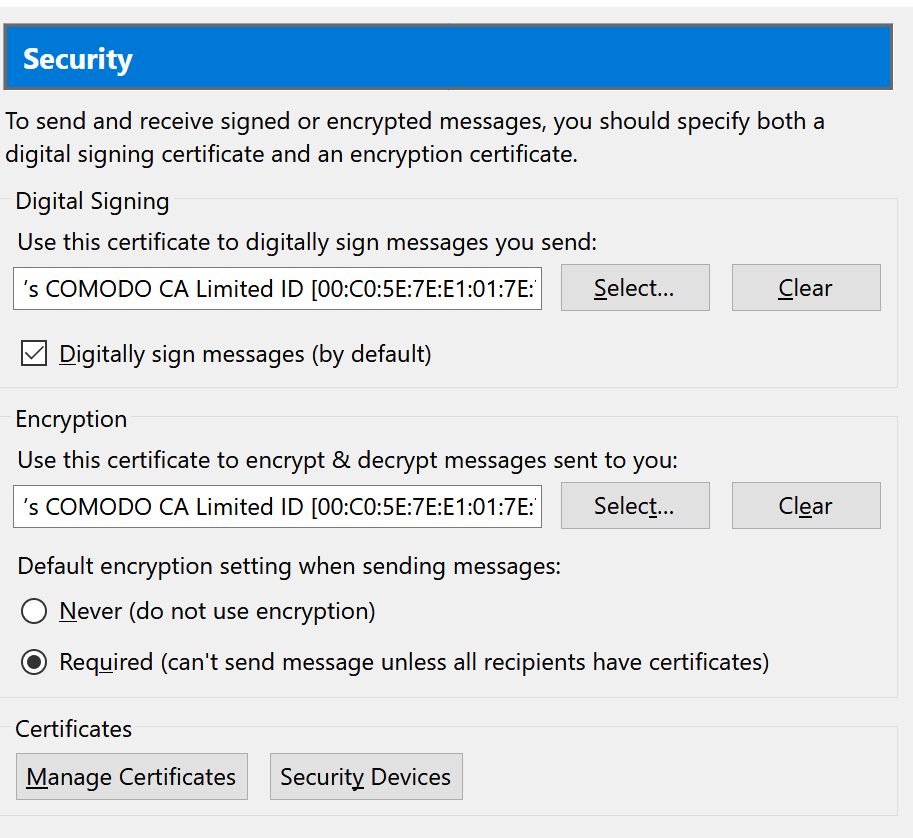 Security
To send and receive signed or encrypted messages, you should specify both a
digital signing certificate and an encryption certificate.
Digital Signing
Use this certificate to digitally sign messages you send:
’s COMODO CA Limited ID [00:C0:5E:7E:E1:01:7E:
Select...
Clear
Digitally sign messages (by default)
Encryption
Use this certificate to encrypt & decrypt messages sent to you:
’s COMODO CA Limited ID [00:C0:5E:7E:E1:01:7E:
Select...
Clear
Default encryption setting when sending messages:
Never (do not use encryption)
Required (can't send message unless all recipients have certificates)
Certificates
Manage Certificates
Security Devices